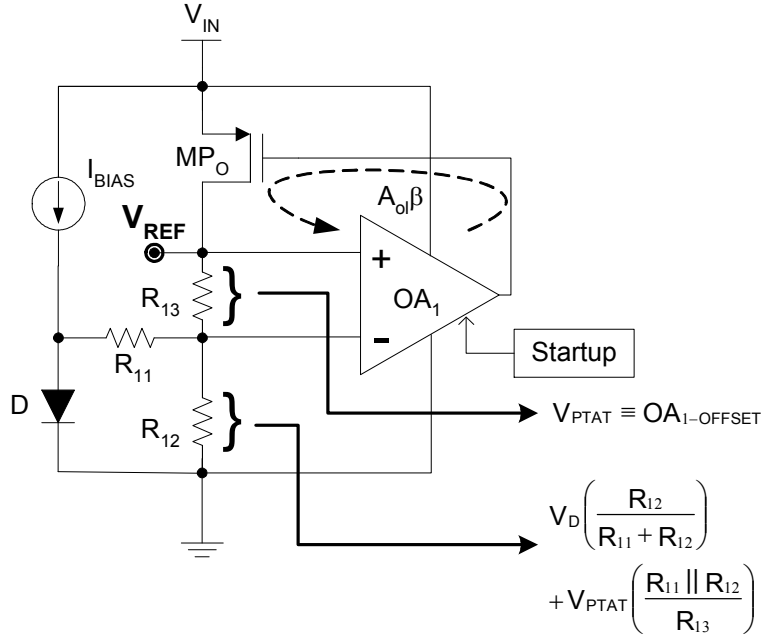 V_IN
MP_O
I_BIAS
A_olβ
V_REF
+
OA_1
R_13
-
R_11
Startup
D
R_12
V_PTAT ≡ OA_1–OFFSET
V_D(R_12/(R_11 + R_12))
+ V_PTAT(R_11 || R_12/R_13)